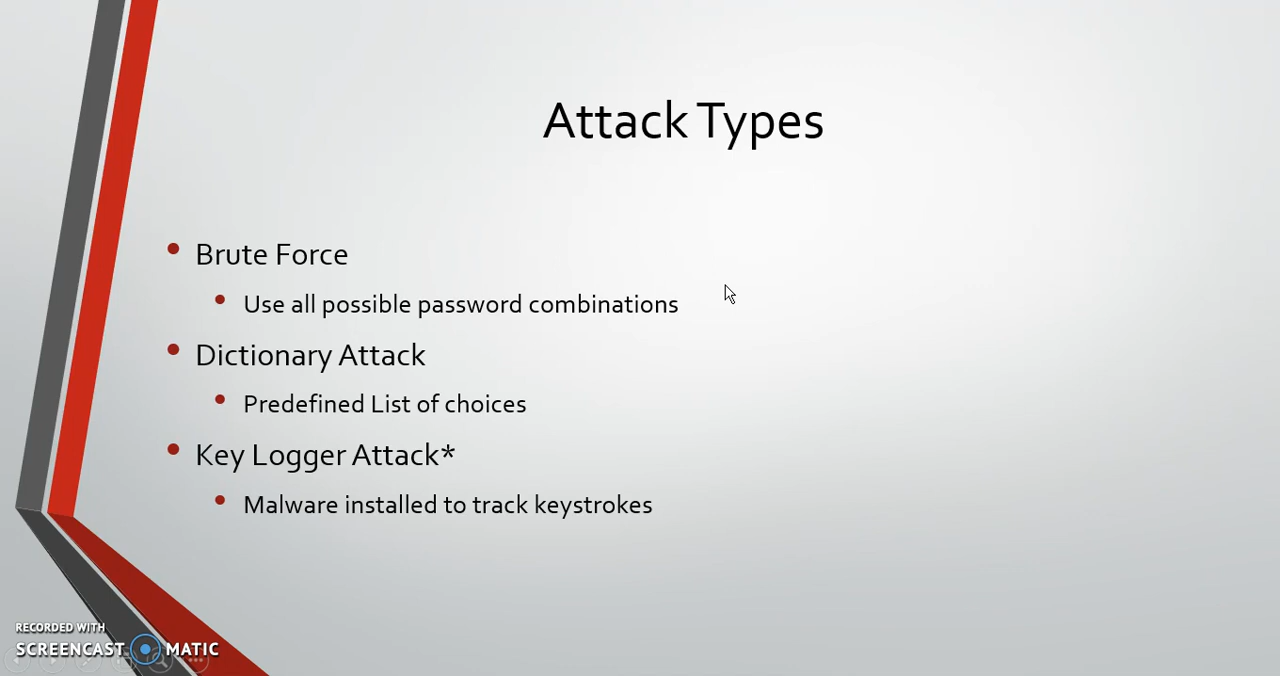 Attack Types
Brute Force
Use all possible password combinations
Dictionary Attack
Predefined List of choices
Key Logger Attack*
Malware installed to track keystrokes
RECORDED WITH
SCREENCAST MATIC